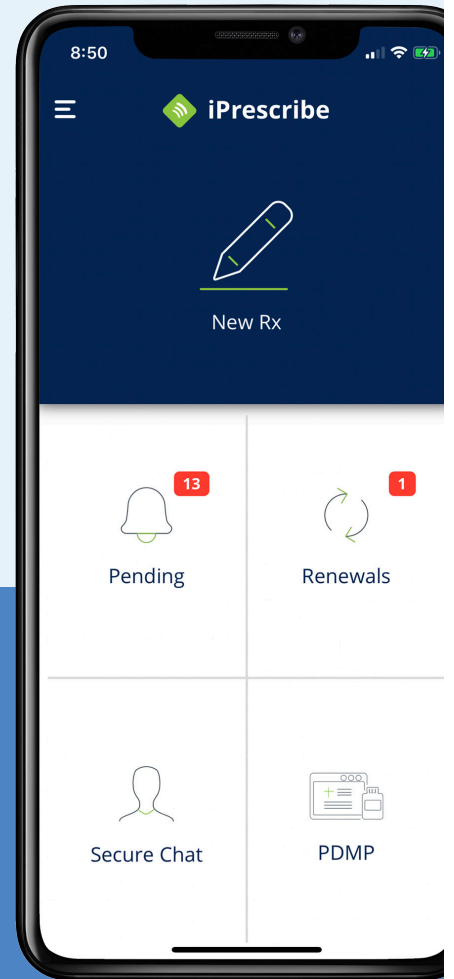 8:50
iPrescribe
New Rx
13
1
Pending
Renewals
Secure Chat
PDMP